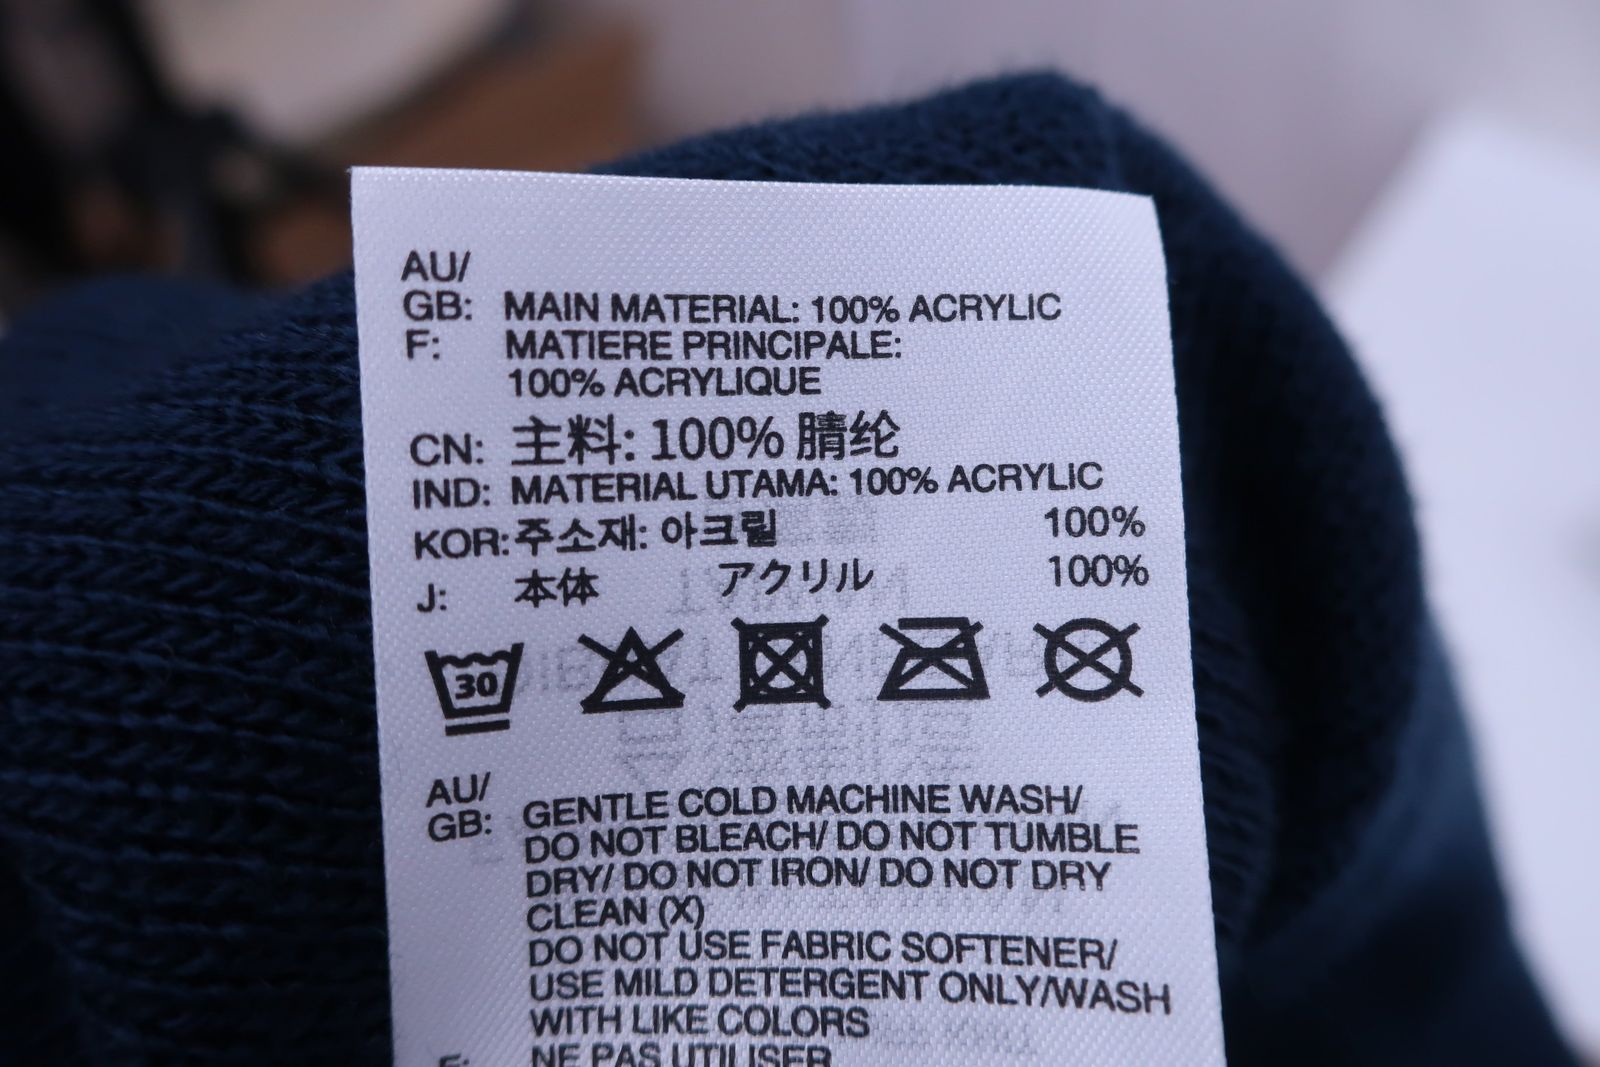 AU/
GB: MAIN MATERIAL: 100% ACRYLIC
F: MATIERE PRINCIPALE:
100% ACRYLIQUE
CN: 主料: 100% 腈纶
IND: MATERIAL UTAMA: 100% ACRYLIC
KOR: 주소재: 아크릴 100%
J: 本体 アクリル 100%
30
AU/
GB: GENTLE COLD MACHINE WASH/
DO NOT BLEACH/ DO NOT TUMBLE
DRY/ DO NOT IRON/ DO NOT DRY
CLEAN (X)
DO NOT USE FABRIC SOFTENER/
USE MILD DETERGENT ONLY/WASH
WITH LIKE COLORS
F: NE PAS UTILISER